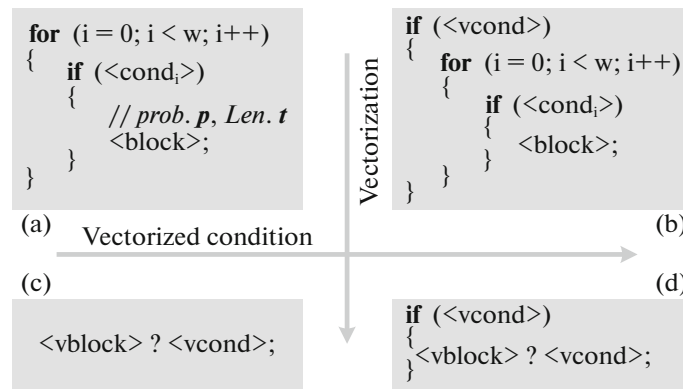 for (i = 0; i < w; i++)
{
if (<cond_i>)
{
// prob. p, Len. t
<block>;
}
}
(a)
if (<vcond>)
{
for (i = 0; i < w; i++)
{
if (<cond_i>)
{
<block>;
}
}
}
(b)
Vectorization
Vectorized condition
(c)
<vblock> ? <vcond>;
(d)
if (<vcond>)
{
<vblock> ? <vcond>;
}